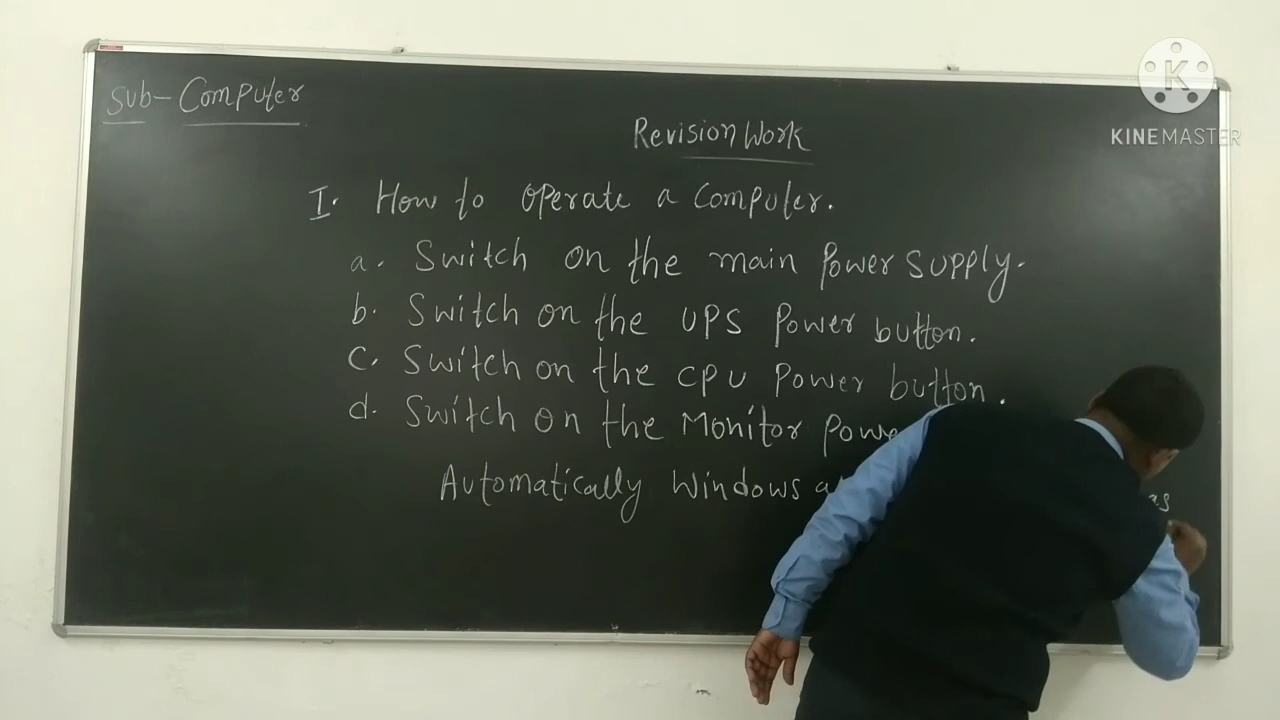 Sub- Computer
KINEMASTER
Revision Work
I. How to operate a Computer.
a. Switch on the main Power Supply.
b. Switch on the UPS Power button.
c. Switch on the CPU Power button.
d. Switch on the Monitor
Automatically Windows
as